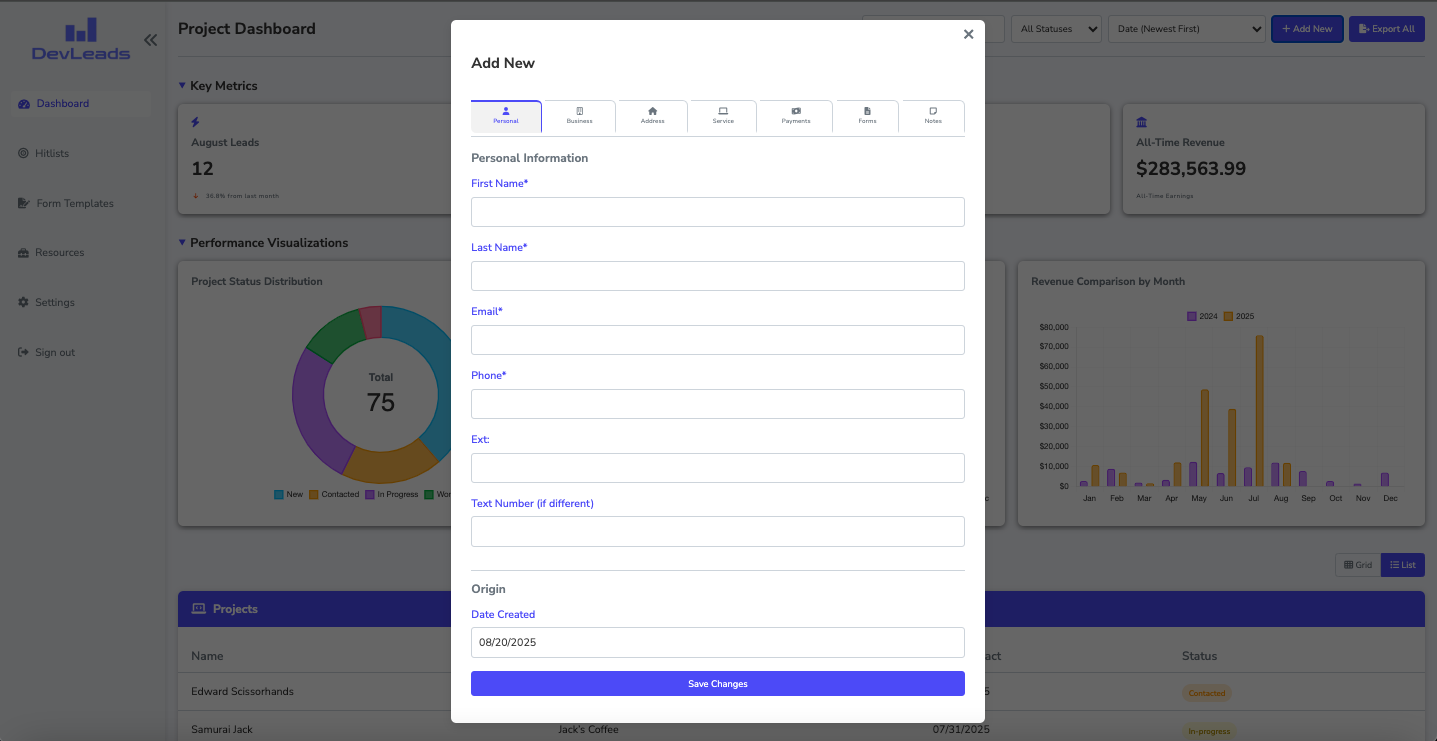 DevLeads
Project Dashboard
All Statuses
Date (Newest First)
+ Add New
Export All
Dashboard
Hitlists
Form Templates
Resources
Settings
Sign out
Key Metrics
August Leads
12
All-Time Revenue
$283,563.99
All-Time Earnings
Performance Visualizations
Project Status Distribution
Total
75
New
Contacted
In Progress
Revenue Comparison by Month
2024
2025
$80,000
$70,000
$60,000
$50,000
$40,000
$30,000
$20,000
$10,000
$0
Jan Feb Mar Apr May Jun Jul Aug Sep Oct Nov Dec
Grid
List
Projects
Name
Status
Edward Scissorhands
Contacted
Samurai Jack
Jack's Coffee
07/31/2025
In-progress
Add New
Personal
Business
Address
Service
Payments
Forms
Notes
Personal Information
First Name*
Last Name*
Email*
Phone*
Ext:
Text Number (if different)
Origin
Date Created
08/20/2025
Save Changes